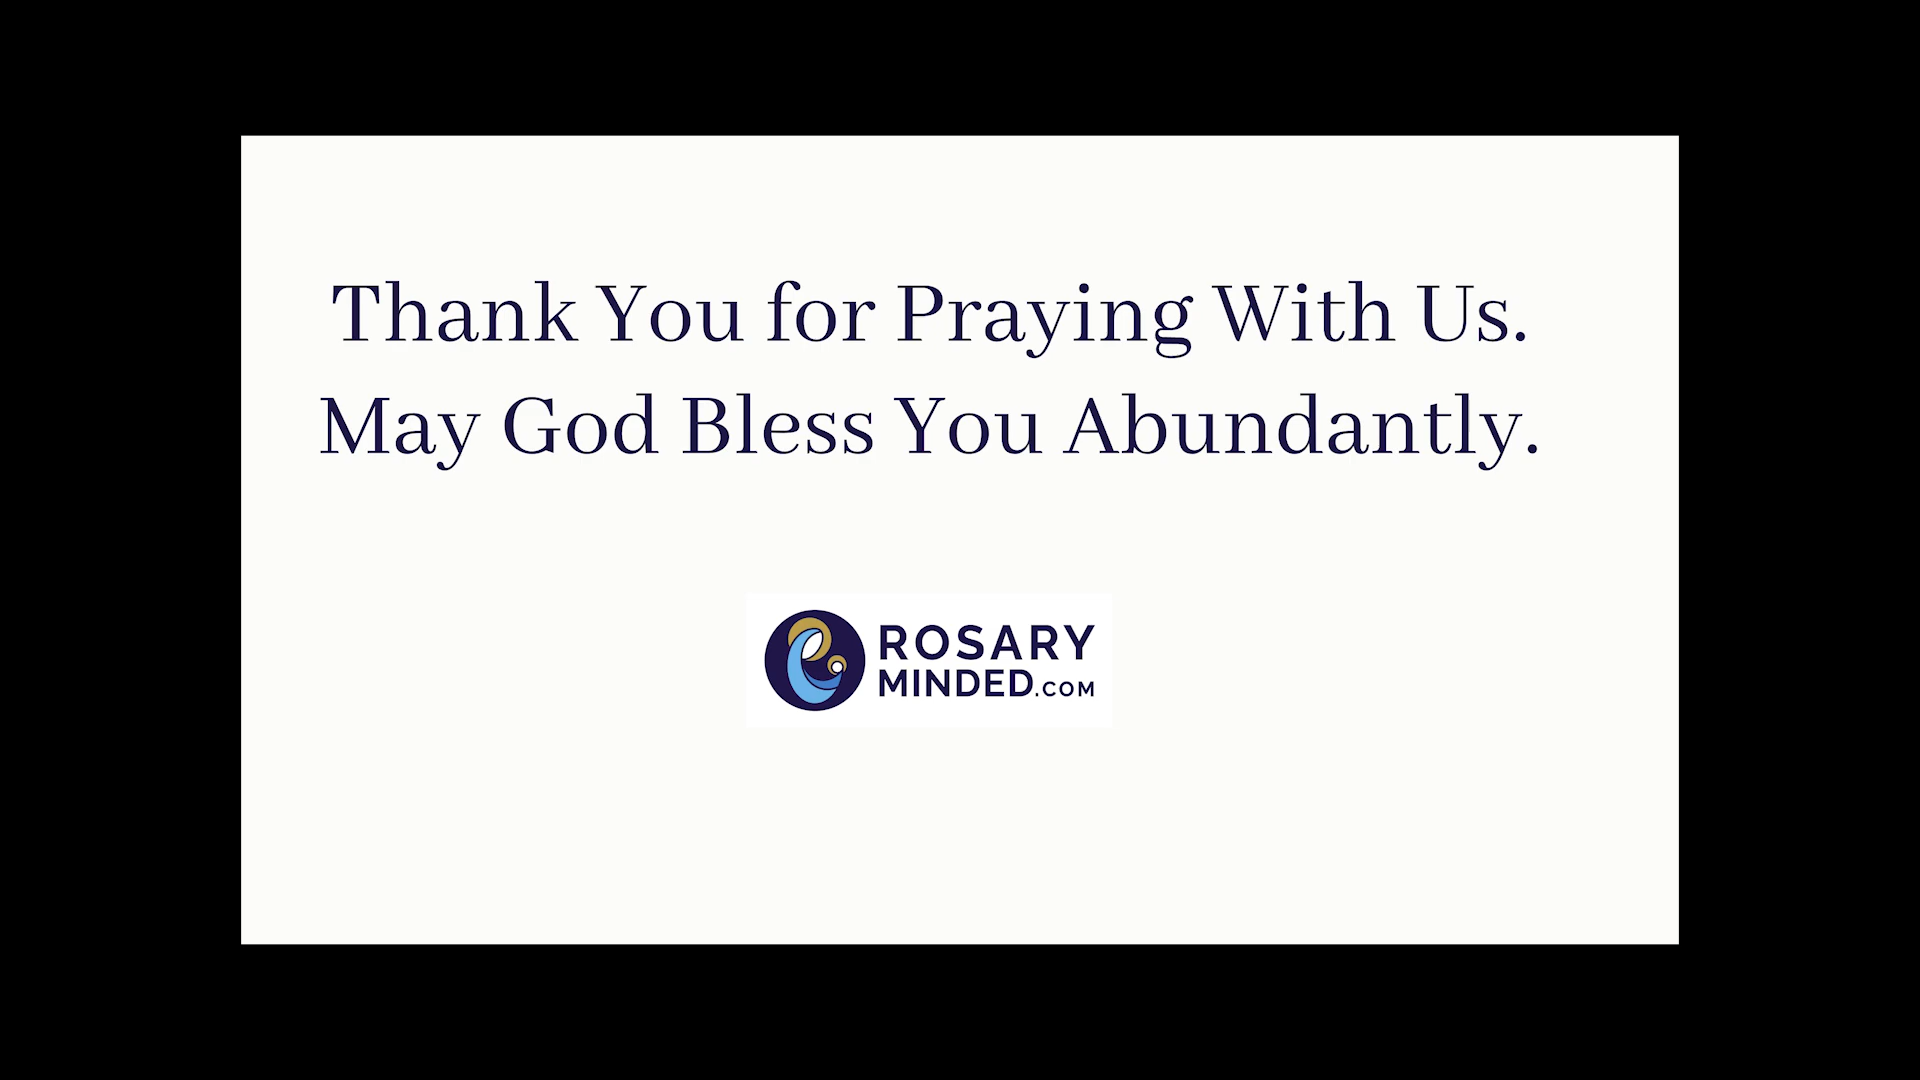 Thank You for Praying With Us.
May God Bless You Abundantly.
ROSARY
MINDED.COM